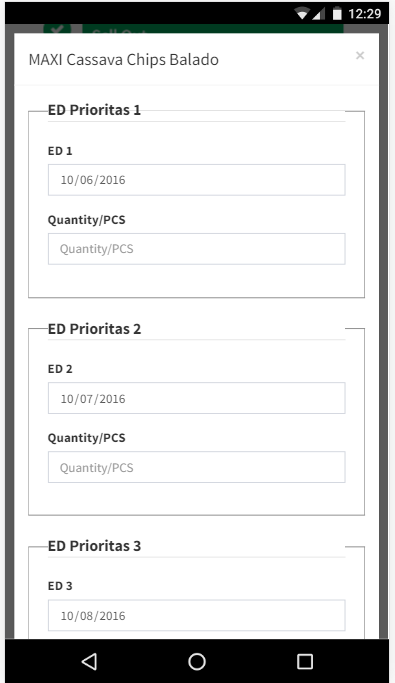 12:29
MAXI Cassava Chips Balado
×
ED Prioritas 1
ED 1
10/06/2016
Quantity/PCS
Quantity/PCS
ED Prioritas 2
ED 2
10/07/2016
Quantity/PCS
Quantity/PCS
ED Prioritas 3
ED 3
10/08/2016